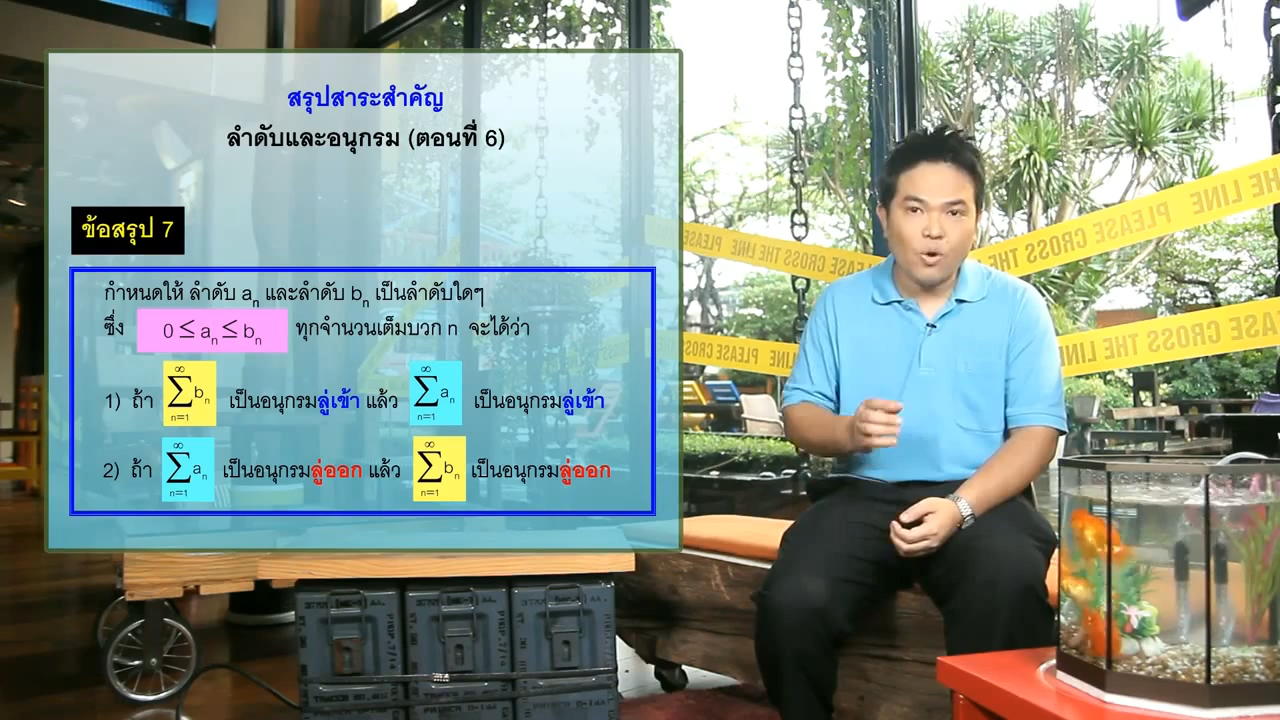 สรุปสาระสำคัญ
ลำดับและอนุกรม (ตอนที่ 6)
ข้อสรุป 7
กำหนดให้ ลำดับ aₙ และลำดับ bₙ เป็นลำดับใดๆ
ซึ่ง 0 ≤ aₙ ≤ bₙ ทุกจำนวนเต็มบวก n จะได้ว่า
1) ถ้า ∑_{n=1}^{∞} bₙ เป็นอนุกรมลู่เข้า แล้ว ∑_{n=1}^{∞} aₙ เป็นอนุกรมลู่เข้า
2) ถ้า ∑_{n=1}^{∞} aₙ เป็นอนุกรมลู่ออก แล้ว ∑_{n=1}^{∞} bₙ เป็นอนุกรมลู่ออก
THE LINE PLEASE CROSS THE LINE PLEASE
PLEASE CROSS THE LINE